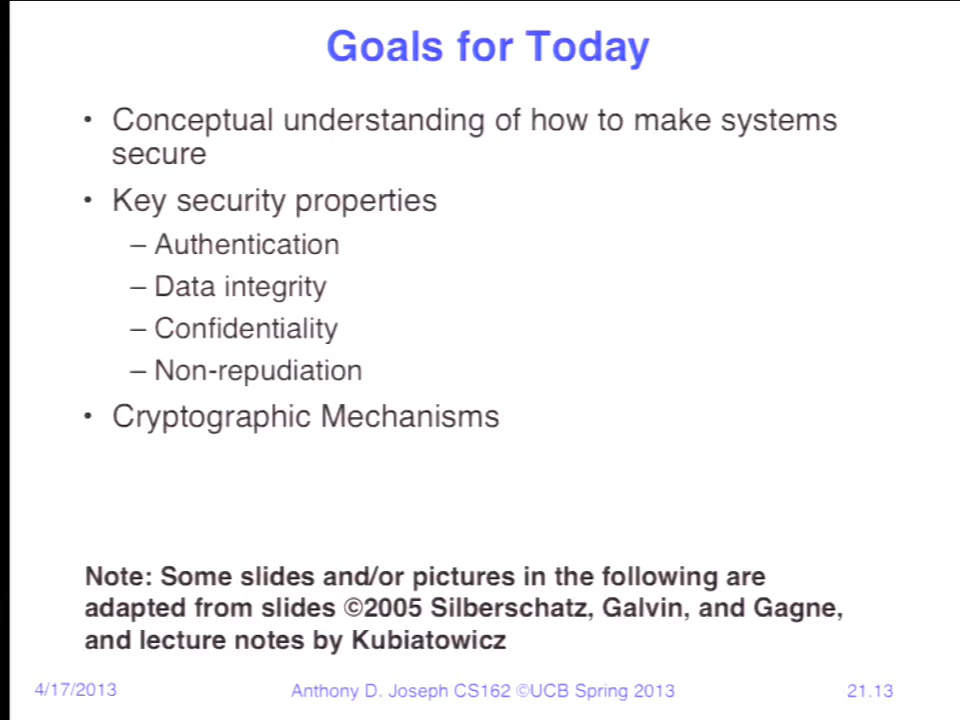 Goals for Today
• Conceptual understanding of how to make systems
secure
• Key security properties
– Authentication
– Data integrity
– Confidentiality
– Non-repudiation
• Cryptographic Mechanisms
Note: Some slides and/or pictures in the following are
adapted from slides ©2005 Silberschatz, Galvin, and Gagne,
and lecture notes by Kubiatowicz
4/17/2013 Anthony D. Joseph CS162 ©UCB Spring 2013 21.13